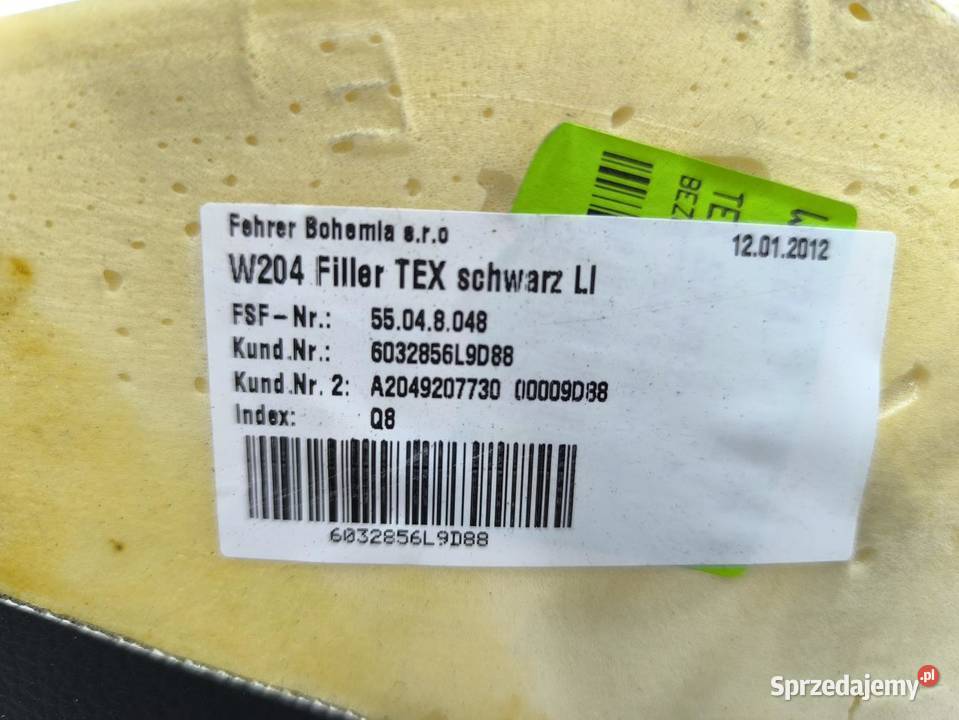 Fehrer Bohemia s.r.o
12.01.2012
W204 Filler TEX schwarz LI
FSF-Nr.: 55.04.8.048
Kund.Nr.: 6032856L9D88
Kund.Nr. 2: A2049207730 00009D88
Index: Q8
6032856L9D88
Sprzedajemy.pl